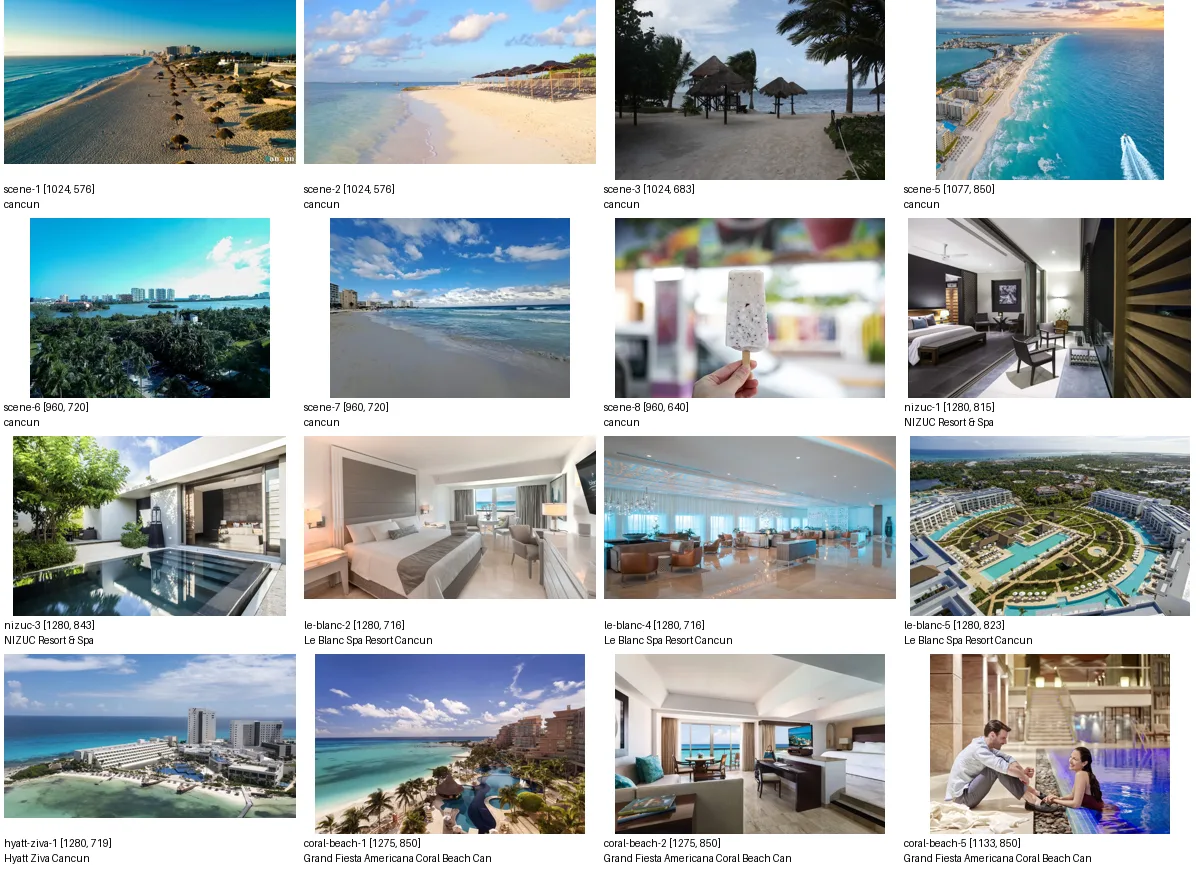 scene-1 [1024, 576]
cancun
scene-2 [1024, 576]
cancun
scene-3 [1024, 683]
cancun
scene-5 [1077, 850]
cancun
scene-6 [960, 720]
cancun
scene-7 [960, 720]
cancun
scene-8 [960, 640]
cancun
nizuc-1 [1280, 815]
NIZUC Resort & Spa
nizuc-3 [1280, 843]
NIZUC Resort & Spa
le-blanc-2 [1280, 716]
Le Blanc Spa Resort Cancun
le-blanc-4 [1280, 716]
Le Blanc Spa Resort Cancun
le-blanc-5 [1280, 823]
Le Blanc Spa Resort Cancun
hyatt-ziva-1 [1280, 719]
Hyatt Ziva Cancun
coral-beach-1 [1275, 850]
Grand Fiesta Americana Coral Beach Can
coral-beach-2 [1275, 850]
Grand Fiesta Americana Coral Beach Can
coral-beach-5 [1133, 850]
Grand Fiesta Americana Coral Beach Can